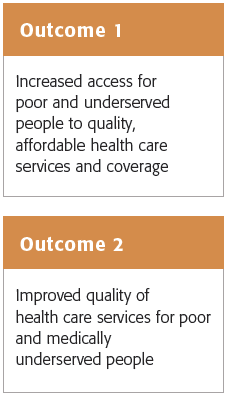 Outcome 1
Increased access for
poor and underserved
people to quality,
affordable health care
services and coverage
Outcome 2
Improved quality of
health care services for poor
and medically
underserved people